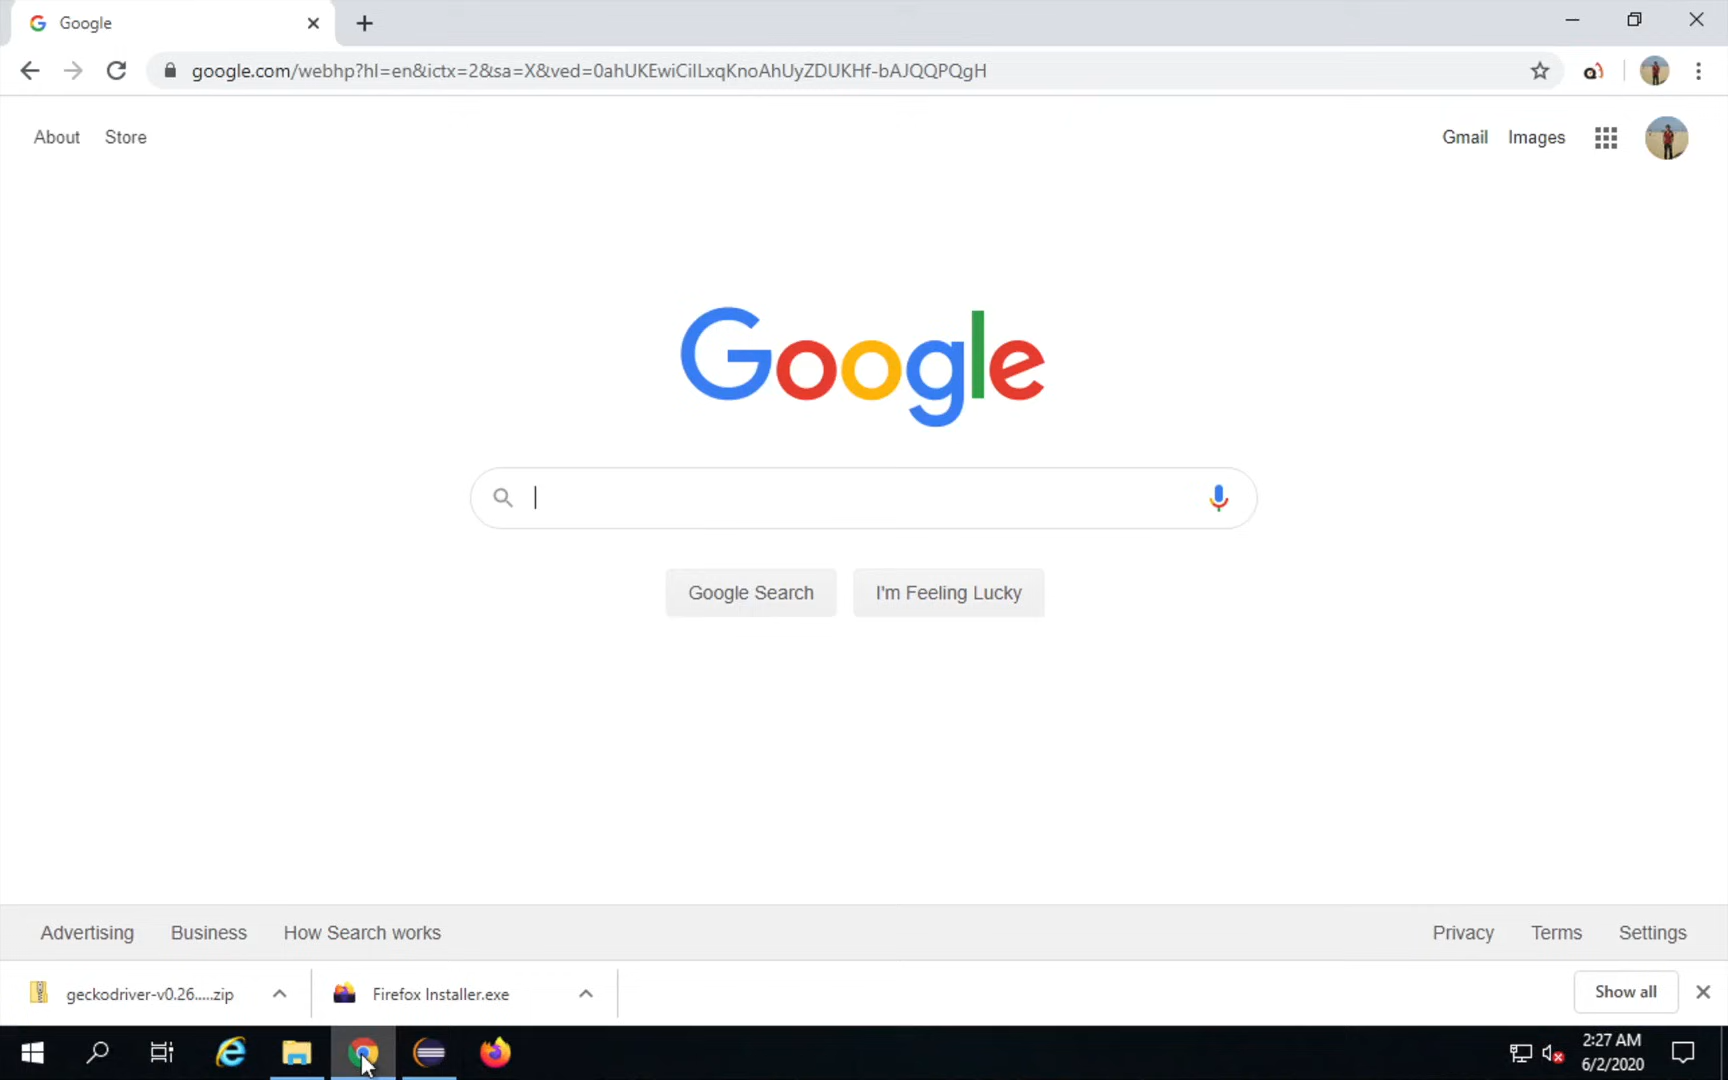 Google
google.com/webhp?hl=en&ictx=2&sa=X&ved=0ahUKEwiCilLxqKnoAhUyZDUKHf-bAJQQPQgH
About Store Gmail Images
Google
Google Search I'm Feeling Lucky
Advertising Business How Search works Privacy Terms Settings
geckodriver-v0.26.....zip Firefox Installer.exe Show all
2:27 AM
6/2/2020